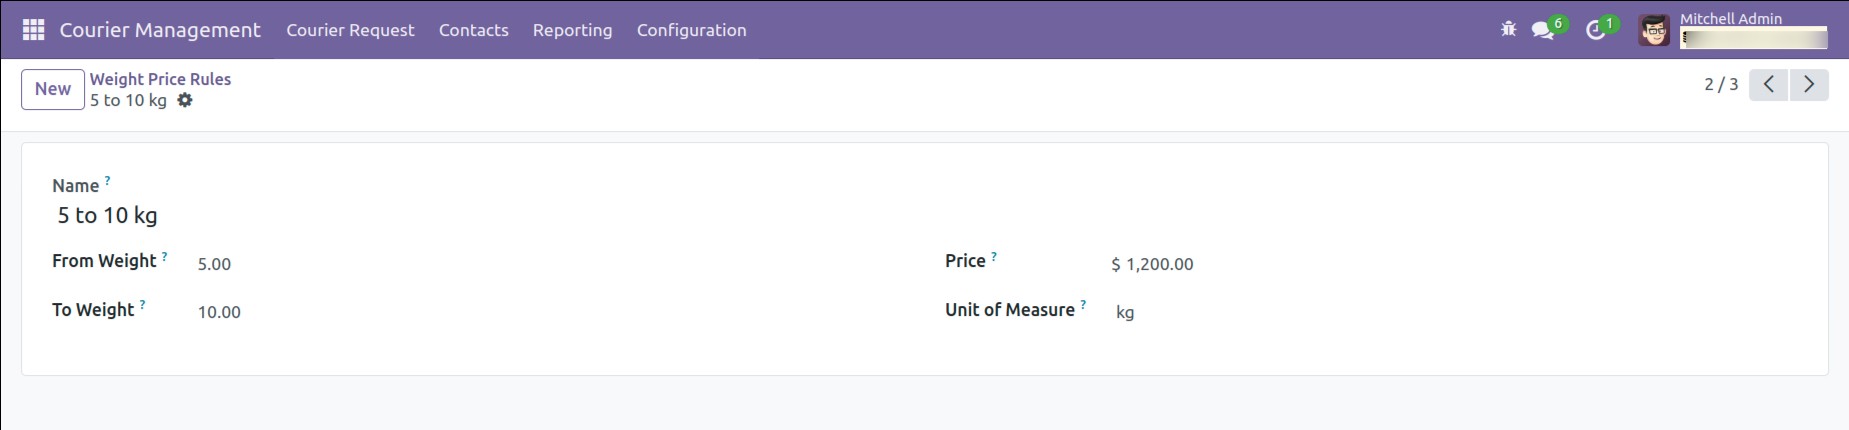 Courier Management Courier Request Contacts Reporting Configuration 6 1 Mitchell Admin
New Weight Price Rules 2 / 3
5 to 10 kg
Name ?
5 to 10 kg
From Weight ? 5.00 Price ? $ 1,200.00
To Weight ? 10.00 Unit of Measure ? kg